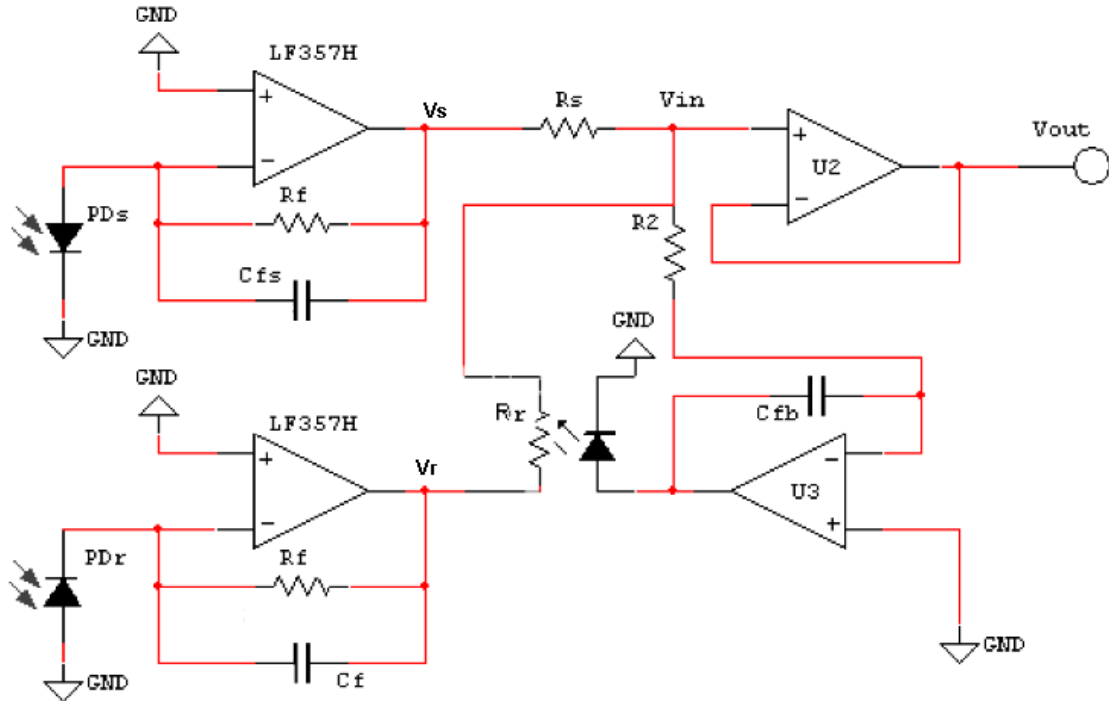 GND
LF357H
+
-
Vs
Rs
Vin
+
U2
-
Vout
PDs
Rf
R2
Cfs
GND
GND
GND
LF357H
+
-
Vr
Rr
Cfb
-
U3
+
PDr
Rf
GND
Cf
GND